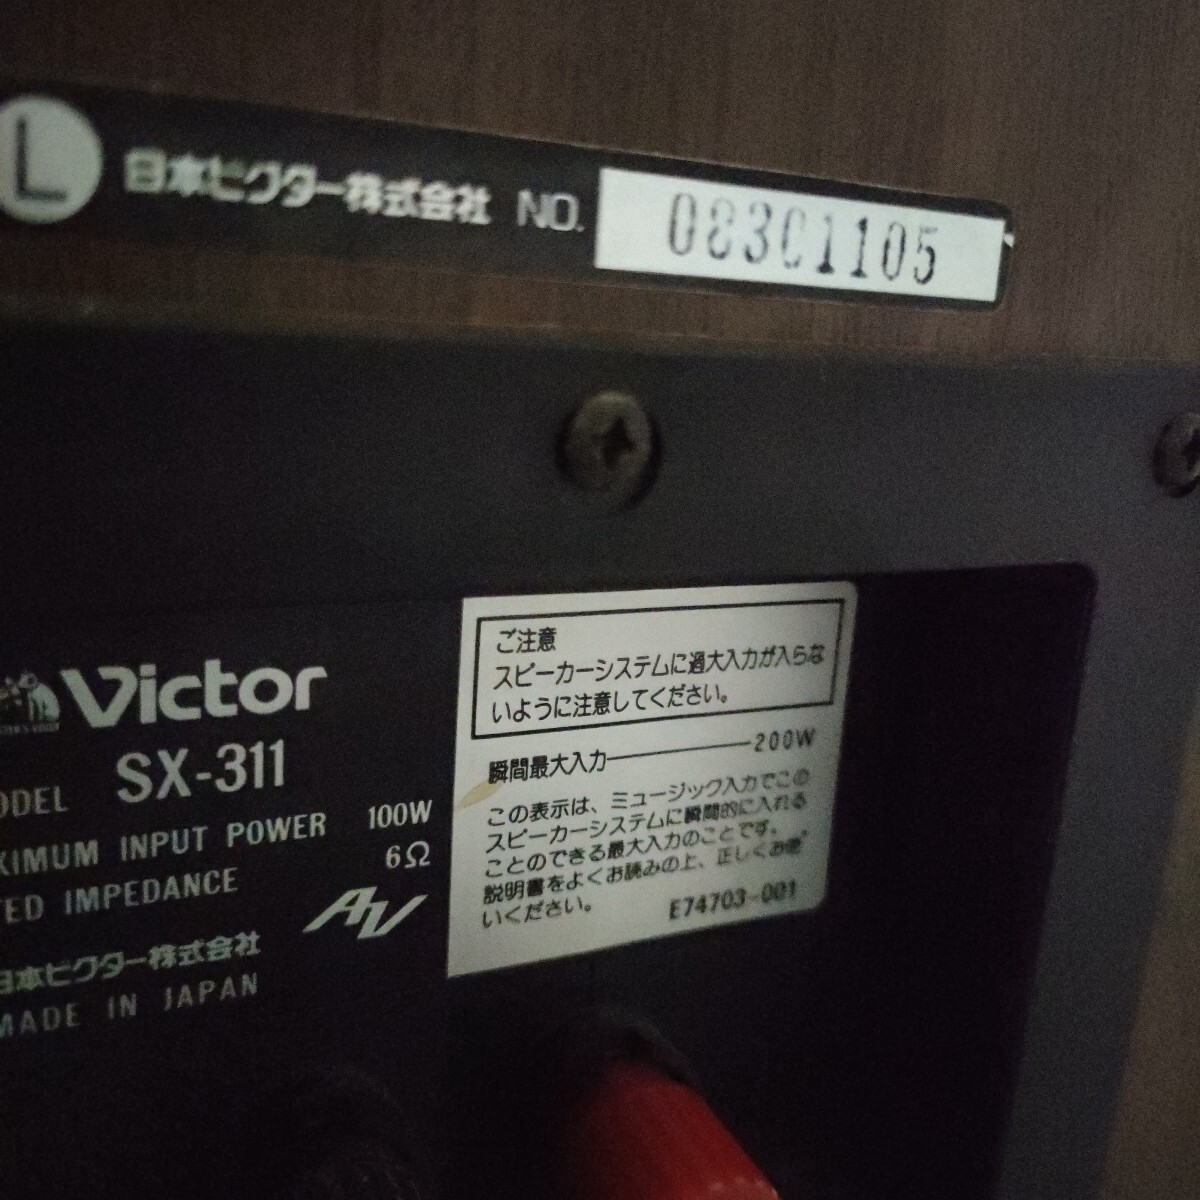 L 日本ビクター株式会社 NO. 08301105
Victor
ODEL SX-311
XIMUM INPUT POWER 100W
TED IMPEDANCE 6Ω
AV
日本ビクター株式会社
MADE IN JAPAN
ご注意
スピーカーシステムに過大入力が入らな
いように注意してください。
瞬間最大入力 200W
この表示は、ミュージック入力でこの
スピーカーシステムに瞬間的に入れる
ことのできる最大入力のことです。
説明書をよくお読みの上、正しくお使
いください。
E74703-001